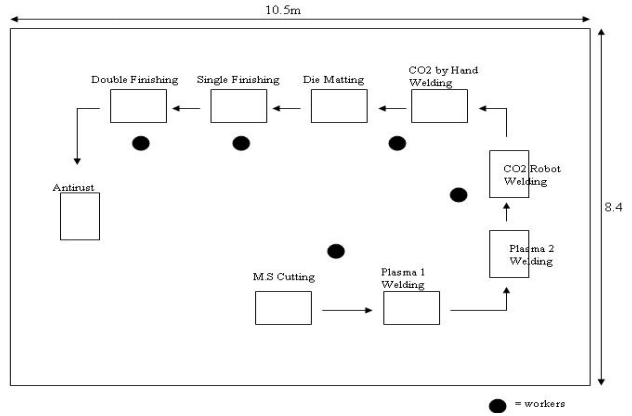 10.5m
Double Finishing
Single Finishing
Die Matting
CO2 by Hand
Welding
Antirust
CO2 Robot
Welding
8.4
Plasma 2
Welding
M.S Cutting
Plasma 1
Welding
= workers